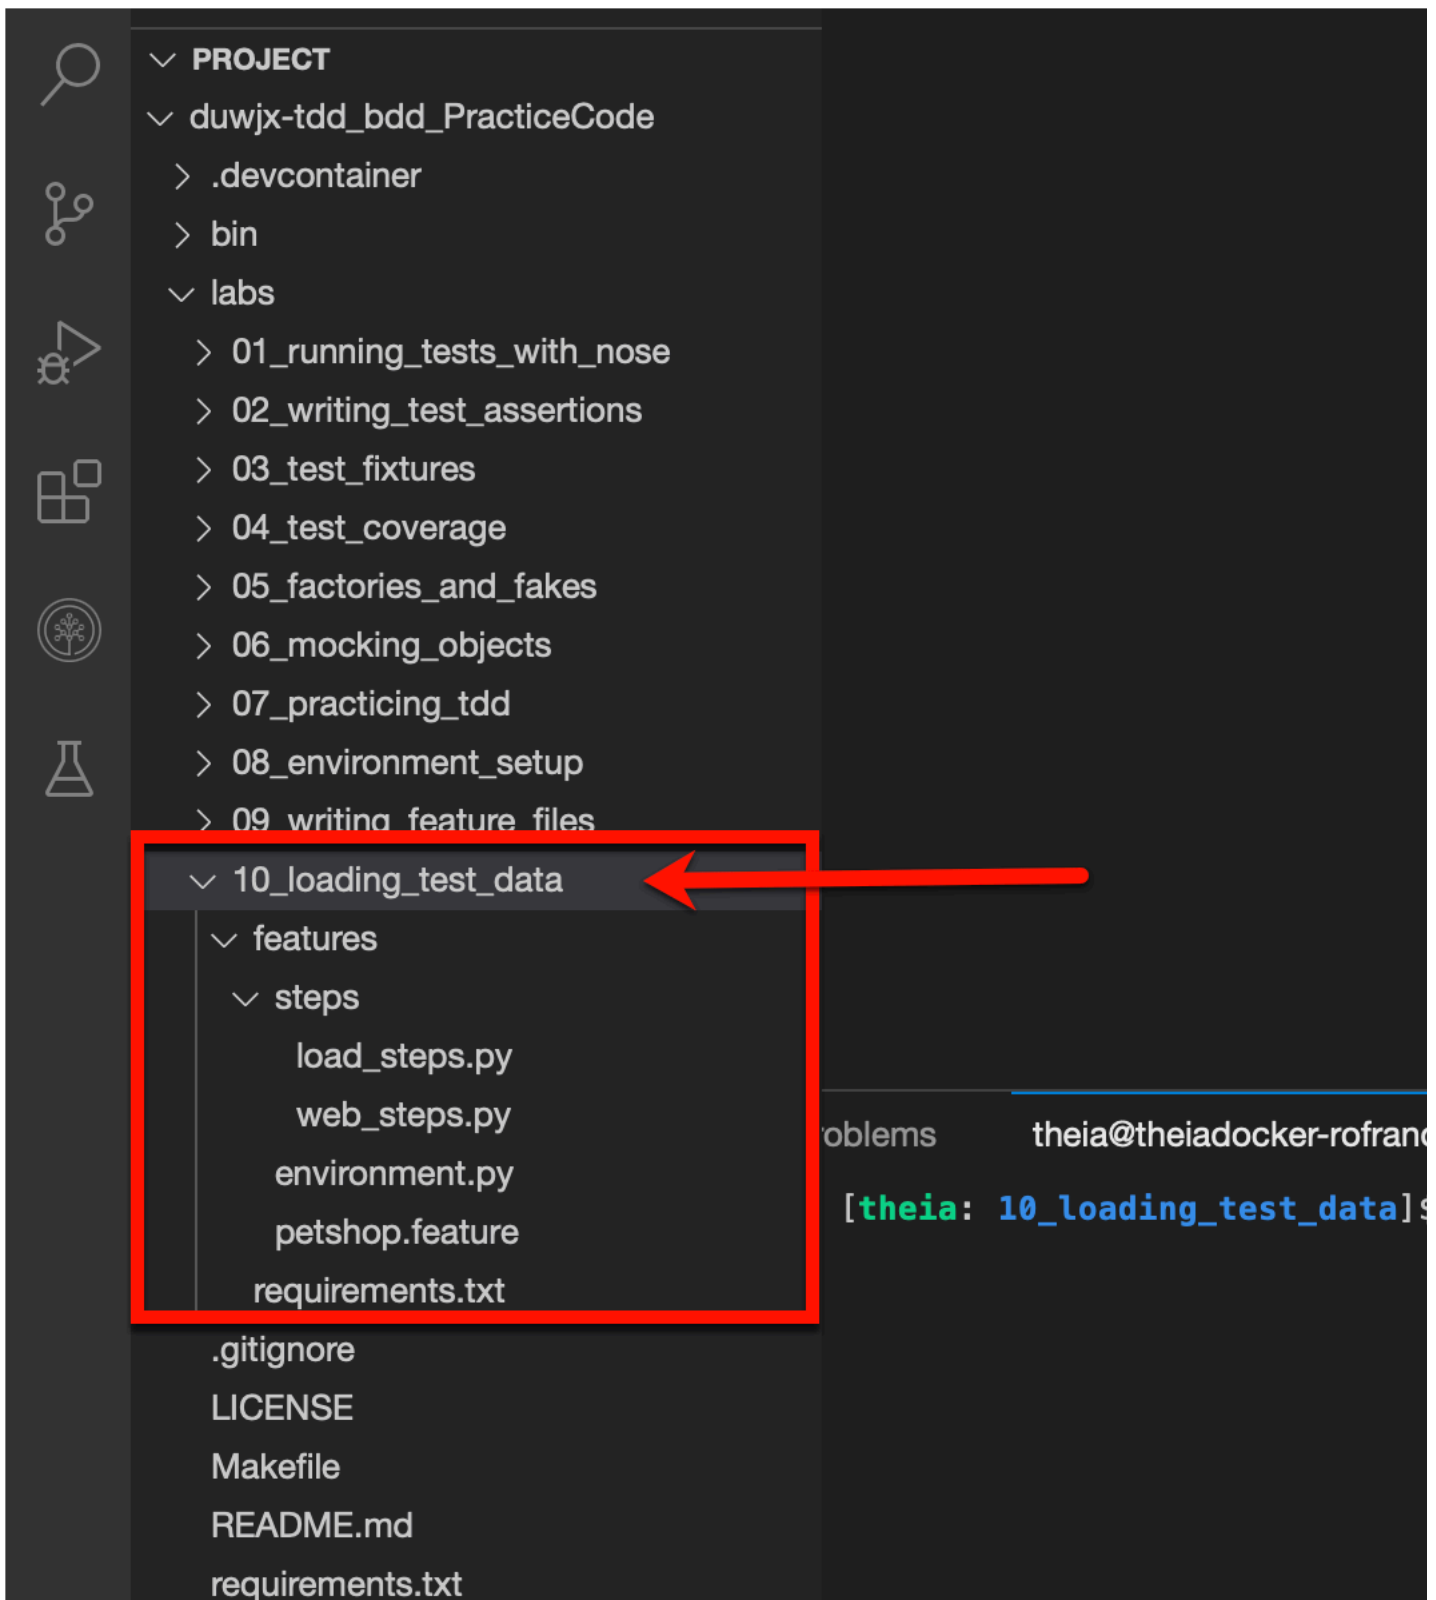 PROJECT
duwjx-tdd_bdd_PracticeCode
.devcontainer
bin
labs
01_running_tests_with_nose
02_writing_test_assertions
03_test_fixtures
04_test_coverage
05_factories_and_fakes
06_mocking_objects
07_practicing_tdd
08_environment_setup
09_writing_feature_files
10_loading_test_data
features
steps
load_steps.py
web_steps.py
environment.py
petshop.feature
requirements.txt
.gitignore
LICENSE
Makefile
README.md
requirements.txt
oblems theia@theiadocker-rofranc
[theia: 10_loading_test_data]$